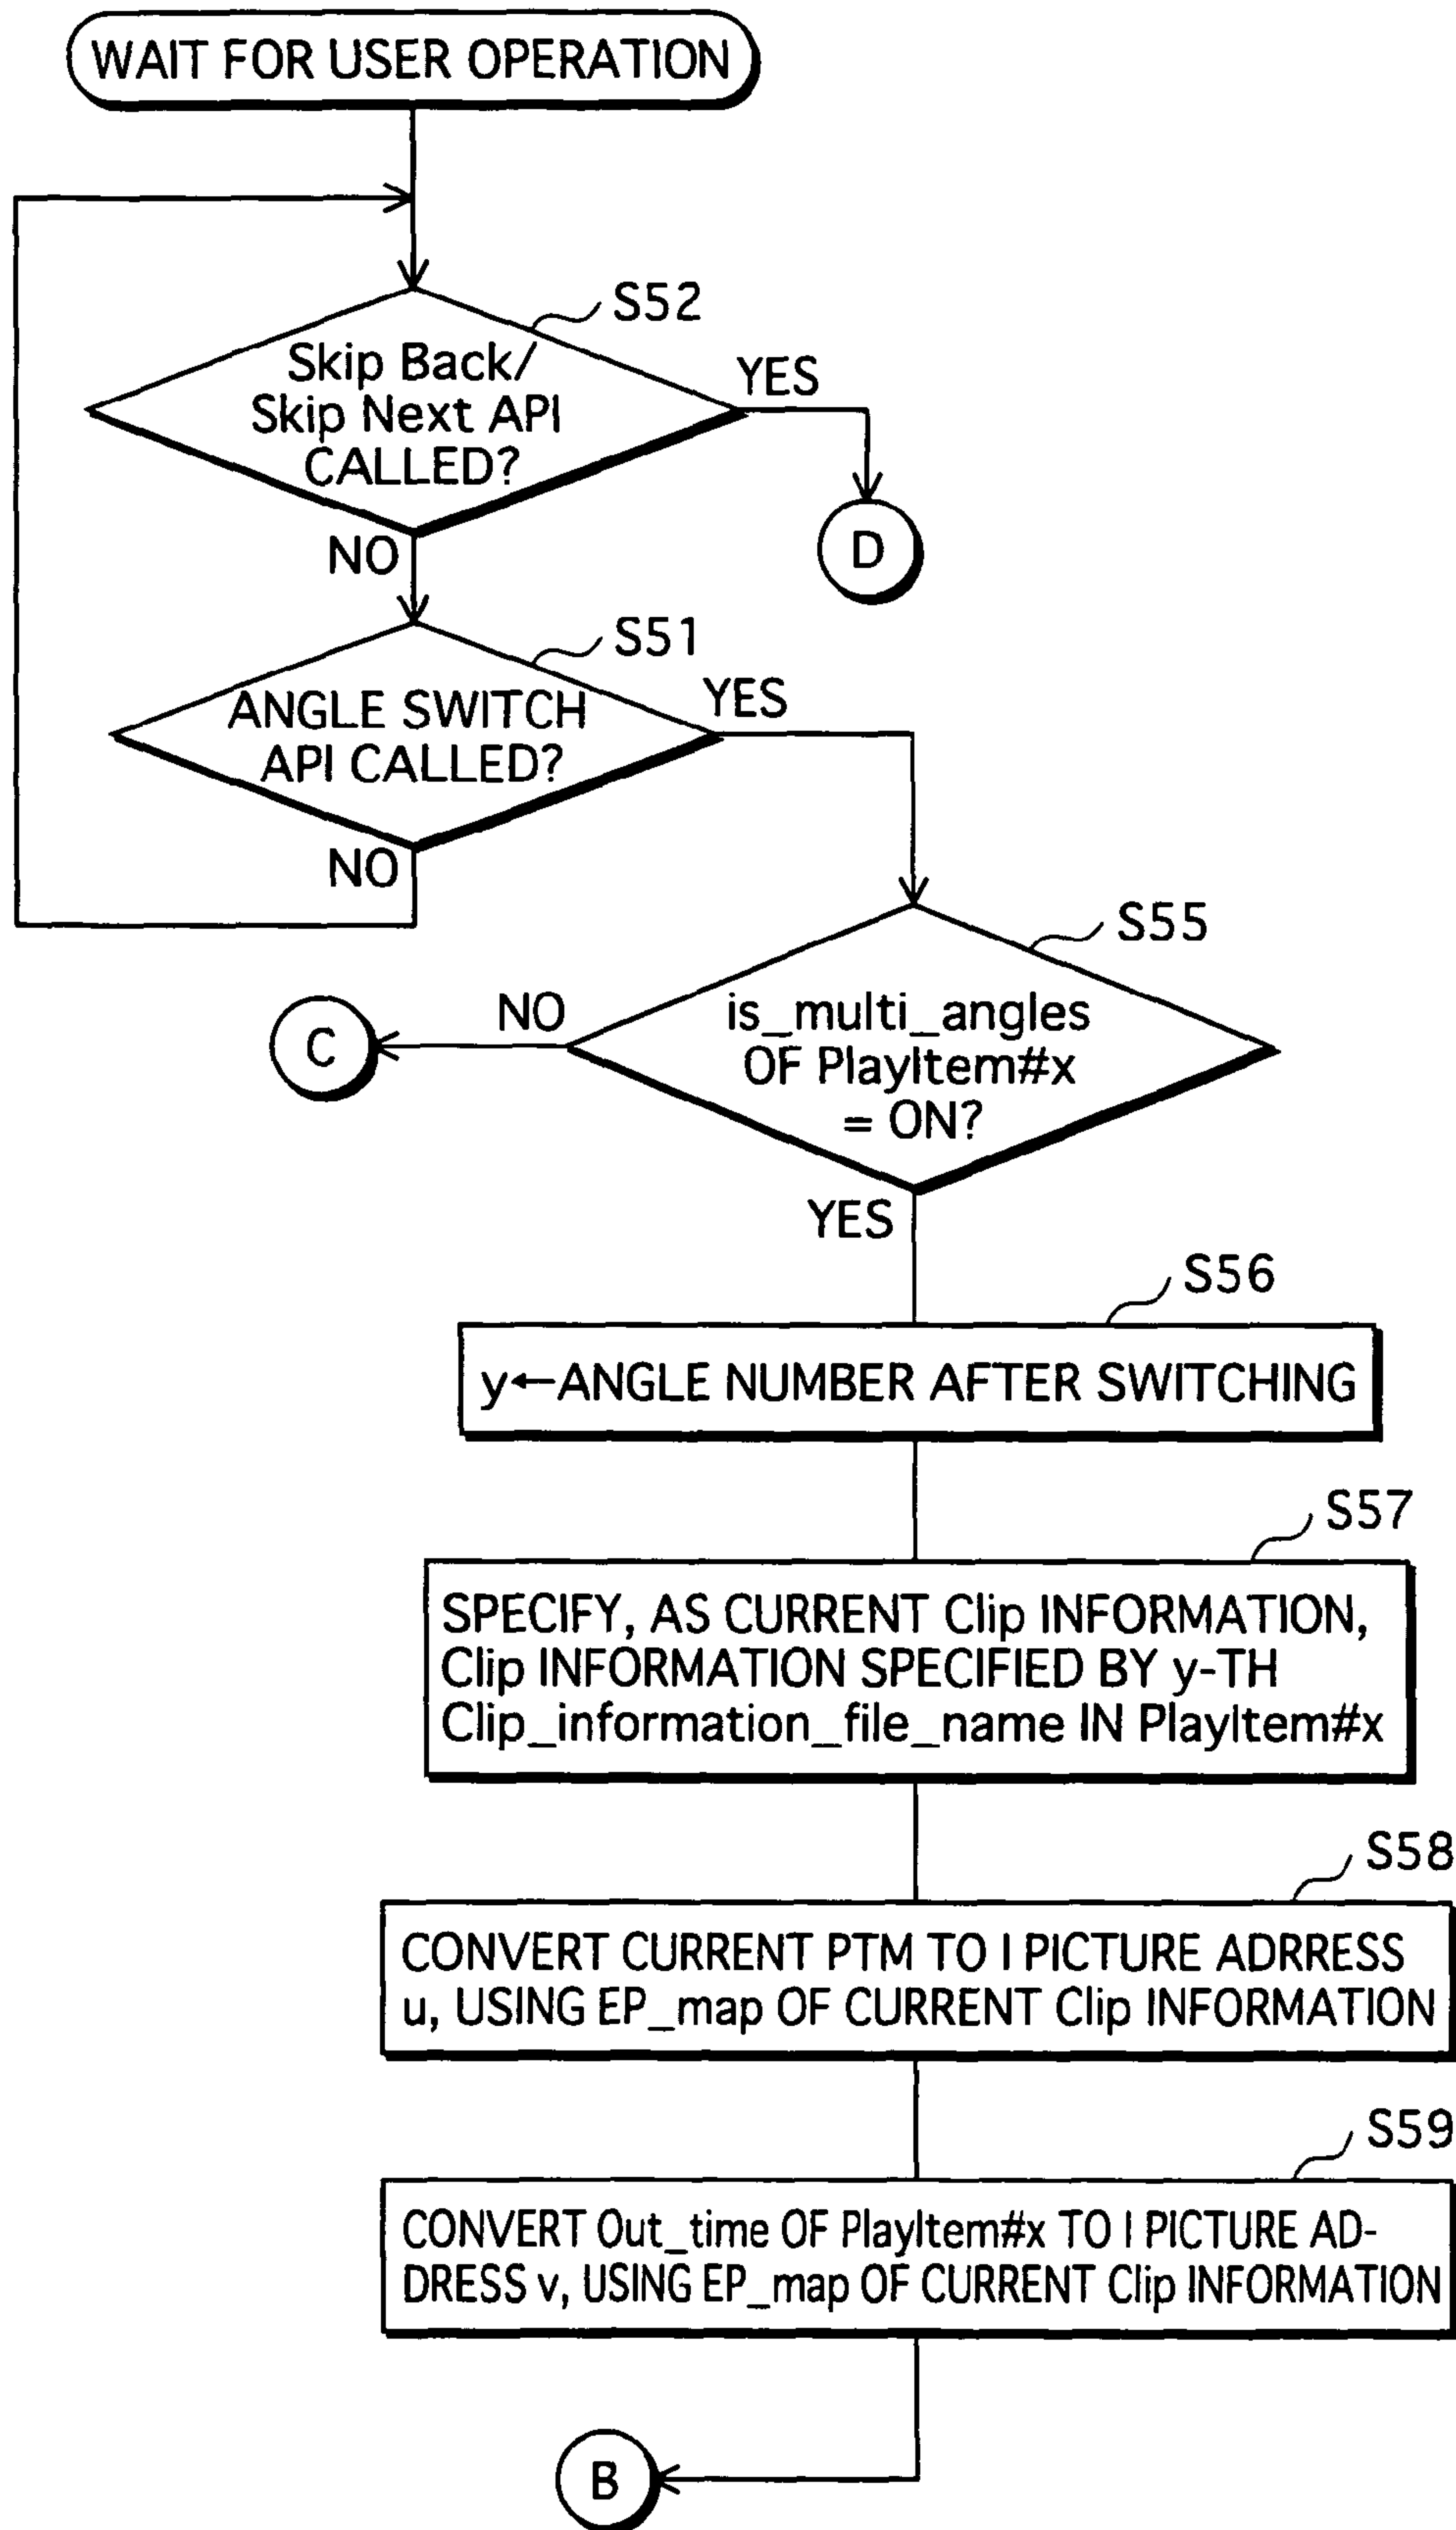 WAIT FOR USER OPERATION
S52
Skip Back/
Skip Next API
CALLED?
YES
D
NO
S51
ANGLE SWITCH
API CALLED?
YES
NO
S55
is_multi_angles
OF PlayItem#x
= ON?
NO
C
YES
S56
y←ANGLE NUMBER AFTER SWITCHING
S57
SPECIFY, AS CURRENT Clip INFORMATION,
Clip INFORMATION SPECIFIED BY y-TH
Clip_information_file_name IN PlayItem#x
S58
CONVERT CURRENT PTM TO I PICTURE ADRRESS
u, USING EP_map OF CURRENT Clip INFORMATION
S59
CONVERT Out_time OF PlayItem#x TO I PICTURE AD-
DRESS v, USING EP_map OF CURRENT Clip INFORMATION
B